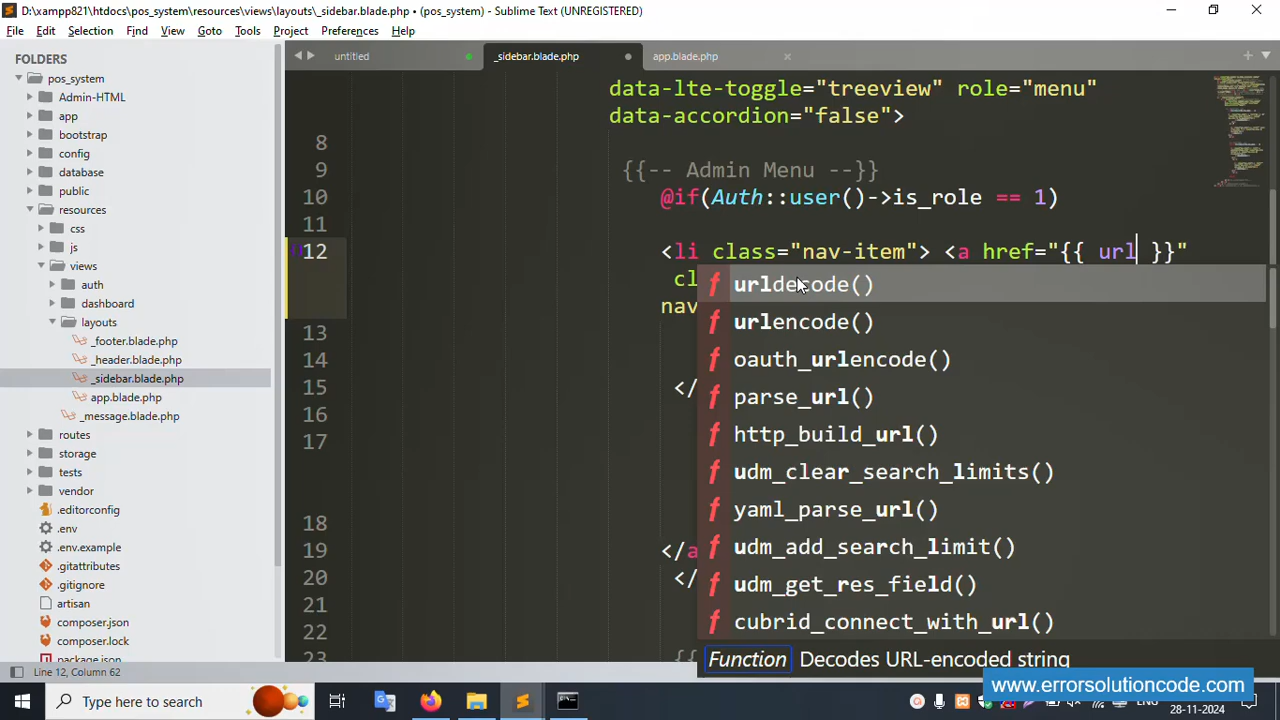 D:\xampp821\htdocs\pos_system\resources\views\layouts\_sidebar.blade.php • (pos_system) - Sublime Text (UNREGISTERED)
File Edit Selection Find View Goto Tools Project Preferences Help
FOLDERS
untitled
_sidebar.blade.php
app.blade.php
pos_system
Admin-HTML
app
bootstrap
config
database
public
resources
css
js
views
auth
dashboard
layouts
_footer.blade.php
_header.blade.php
_sidebar.blade.php
app.blade.php
_message.blade.php
routes
storage
tests
vendor
.editorconfig
.env
.env.example
.gitattributes
.gitignore
artisan
composer.json
composer.lock
package.json
data-lte-toggle="treeview" role="menu"
data-accordion="false">
8
9 {{-- Admin Menu --}}
10 @if(Auth::user()->is_role == 1)
11
12 <li class="nav-item"> <a href="{{ url }}"
cl
nav
13
14
15 </
16
17
18
19 </a
20 </
21
22
23 {{
f urldecode()
f urlencode()
f oauth_urlencode()
f parse_url()
f http_build_url()
f udm_clear_search_limits()
f yaml_parse_url()
f udm_add_search_limit()
f udm_get_res_field()
f cubrid_connect_with_url()
Function Decodes URL-encoded string
Line 12, Column 62
www.errorsolutioncode.com
Type here to search
28-11-2024